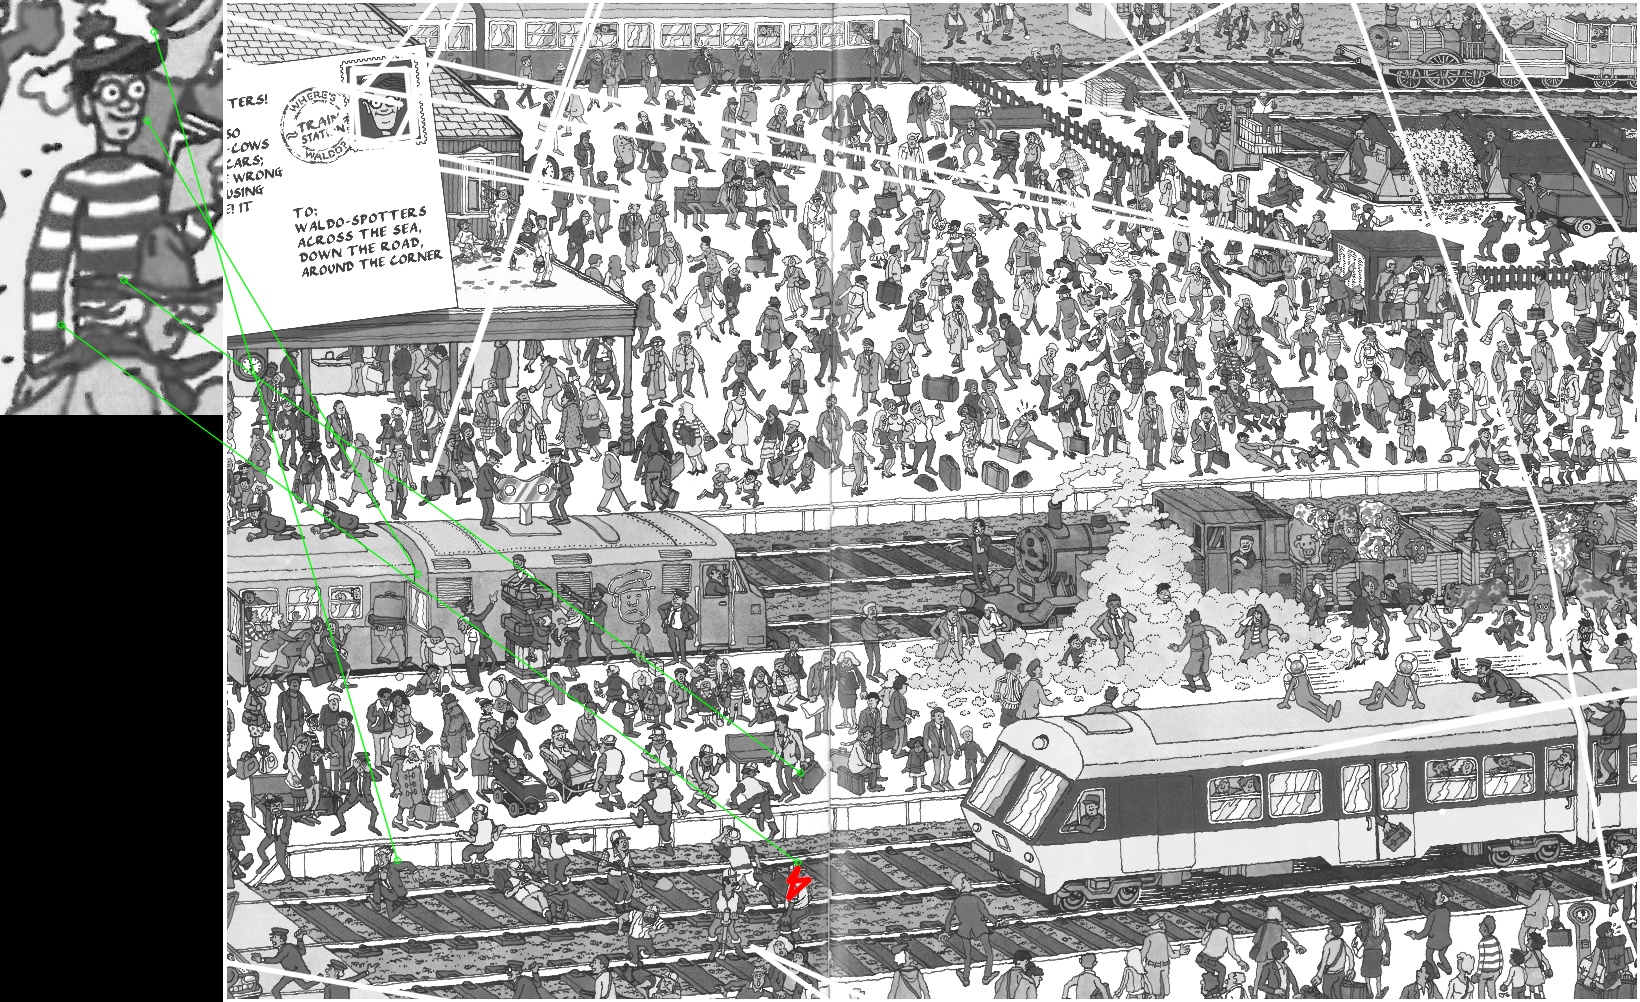 TERS!
SO
-COWS
CARS;
E WRONG
USING
E! IT
WHERE'S
TRAIN
STATION
WALDO?
TO:
WALDO-SPOTTERS
ACROSS THE SEA,
DOWN THE ROAD,
AROUND THE CORNER